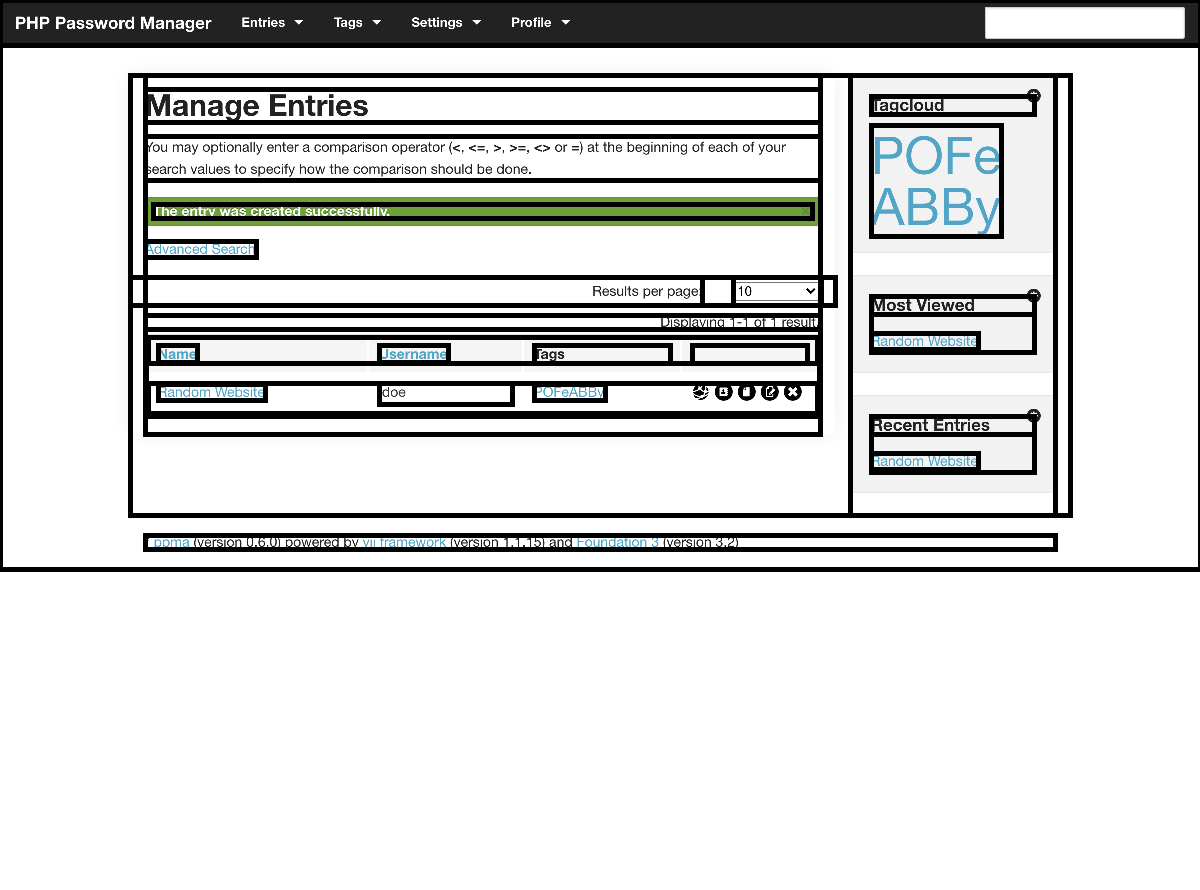 PHP Password Manager Entries Tags Settings Profile
Manage Entries
You may optionally enter a comparison operator (<, <=, >, >=, <> or =) at the beginning of each of your
search values to specify how the comparison should be done.
The entry was created successfully.
Advanced Search
Results per page: 10
Displaying 1-1 of 1 result.
Name Username Tags
Random Website doe POFeABBy
Tagcloud
POFe
ABBy
Most Viewed
Random Website
Recent Entries
Random Website
ppma (version 0.6.0) powered by yii framework (version 1.1.15) and Foundation 3 (version 3.2)